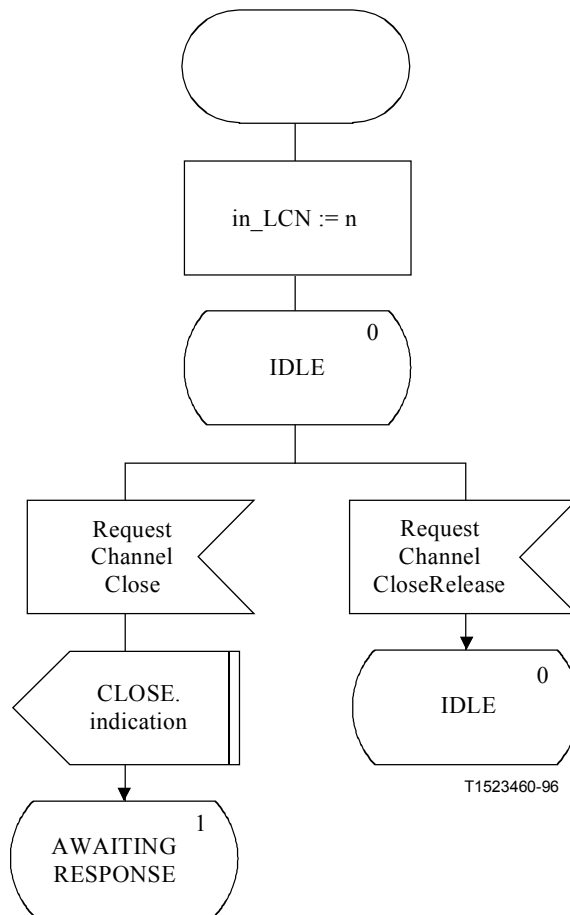 in_LCN := n
0
IDLE
Request
Channel
Close
Request
Channel
CloseRelease
CLOSE.
indication
0
IDLE
T1523460-96
1
AWAITING
RESPONSE